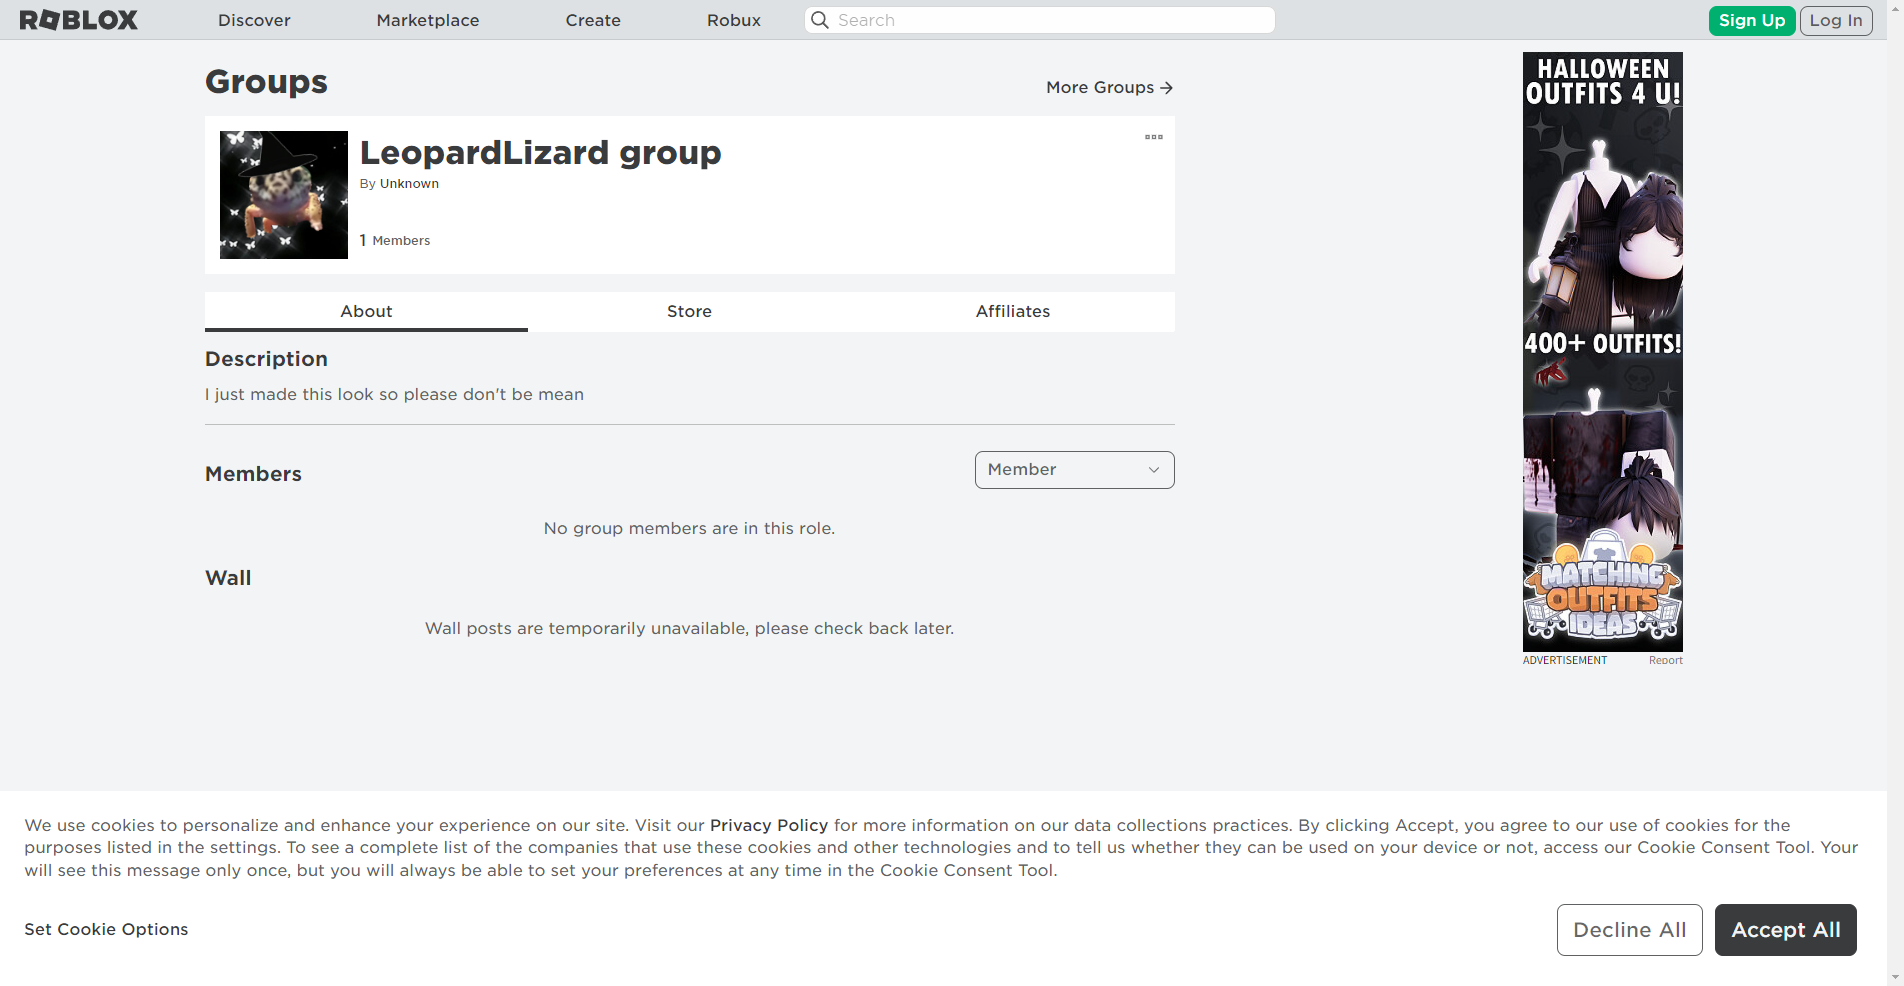 ROBLOX
Discover
Marketplace
Create
Robux
Search
Sign Up
Log In
Groups
More Groups
LeopardLizard group
By Unknown
1 Members
About
Store
Affiliates
Description
I just made this look so please don't be mean
Members
Member
No group members are in this role.
Wall
Wall posts are temporarily unavailable, please check back later.
HALLOWEEN
OUTFITS 4 U!
400+ OUTFITS!
MATCHING
OUTFITS
IDEAS
ADVERTISEMENT
Report
We use cookies to personalize and enhance your experience on our site. Visit our Privacy Policy for more information on our data collections practices. By clicking Accept, you agree to our use of cookies for the
purposes listed in the settings. To see a complete list of the companies that use these cookies and other technologies and to tell us whether they can be used on your device or not, access our Cookie Consent Tool. Your
will see this message only once, but you will always be able to set your preferences at any time in the Cookie Consent Tool.
Set Cookie Options
Decline All
Accept All